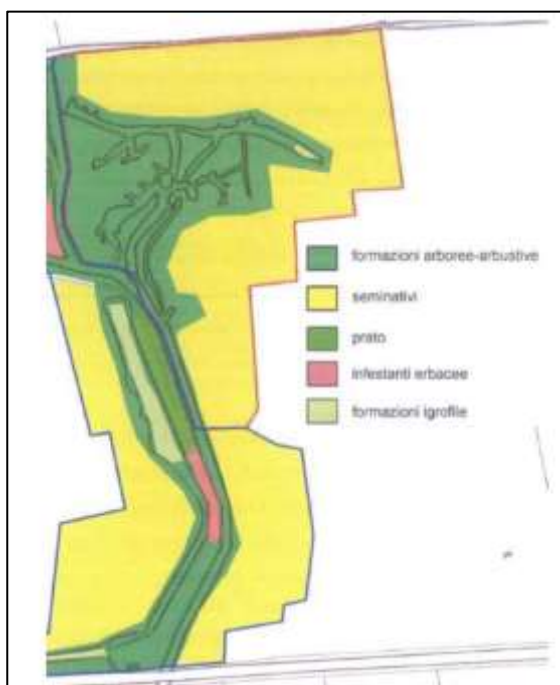 formazioni arboree-arbustive
seminativi
prato
infestanti erbacee
formazioni igrofile